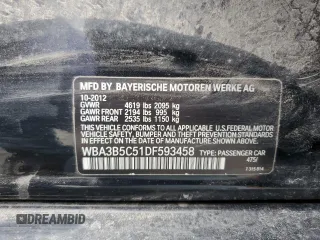 MFD BY BAYERISCHE MOTOREN WERKE AG
10-2012
GVWR 4619 lbs 2095 kg
GAWR FRONT 2194 lbs 995 kg
GAWR REAR 2535 lbs 1150 kg
THIS VEHICLE CONFORMS TO ALL APPLICABLE
U.S.FEDERAL MOTOR VEHICLE SAFETY, BUMPER,
AND THEFT PREVENTION STANDARDS IN EFFECT
ON THE DATE OF MANUFACTURE SHOWN ABOVE.
WBA3B5C51DF593458 TYPE: PASSENGER CAR
475/
DREAMBID